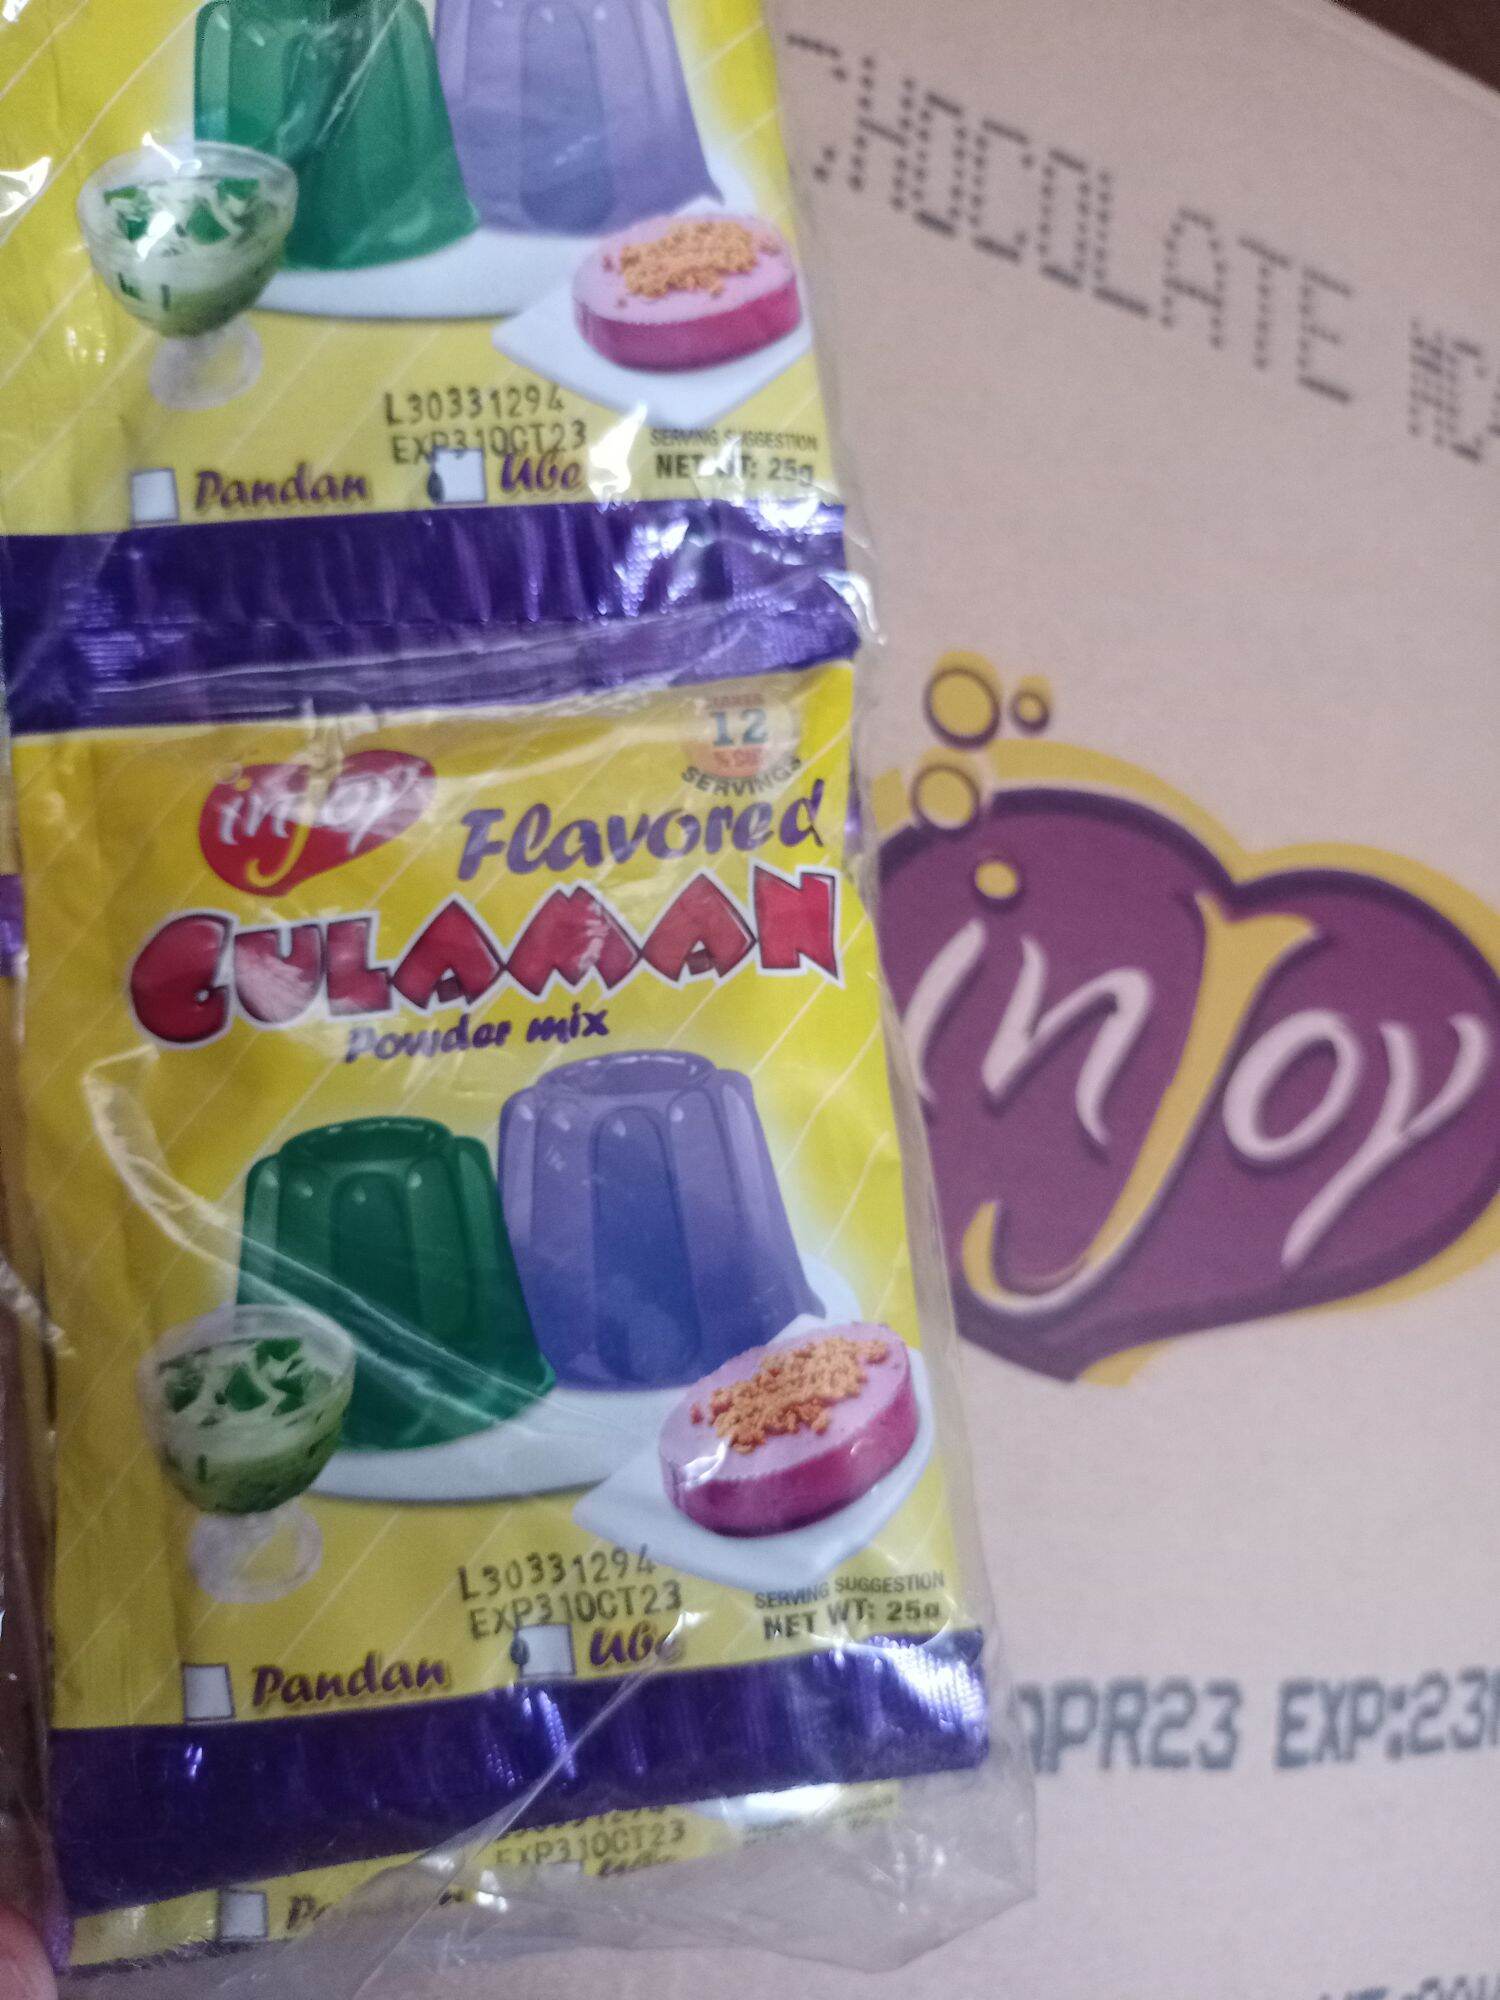 L30331294
EXP31OCT23
SERVING SUGGESTION
NET WT: 25g
Pandan
Ube
12
SERVINGS
inJoy
Flavored
GULAMAN
Powder mix
L30331294
EXP31OCT23
SERVING SUGGESTION
NET WT: 25g
Pandan
Ube
EXP31OCT23
CHOCOLATE
inJoy
APR23 EXP:23